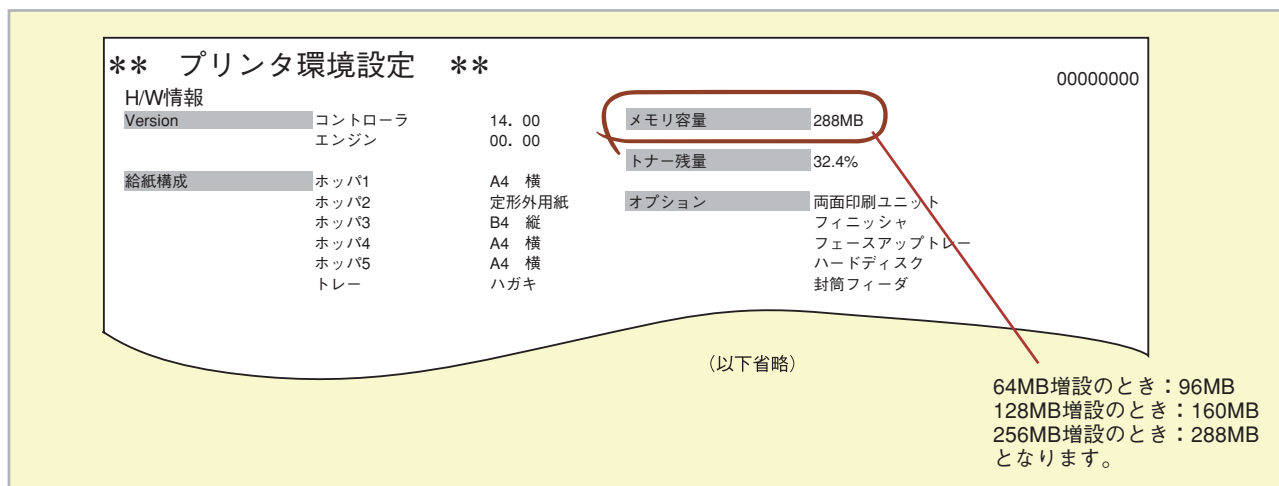 ** プリンタ環境設定 **
00000000
H/W情報
Version コントローラ 14. 00 メモリ容量 288MB
エンジン 00. 00
トナー残量 32.4%
給紙構成 ホッパ1 A4 横
ホッパ2 定形外用紙 オプション 両面印刷ユニット
ホッパ3 B4 縦 フィニッシャ
ホッパ4 A4 横 フェースアップトレー
ホッパ5 A4 横 ハードディスク
トレー ハガキ 封筒フィーダ
（以下省略）
64MB増設のとき：96MB
128MB増設のとき：160MB
256MB増設のとき：288MB
となります。